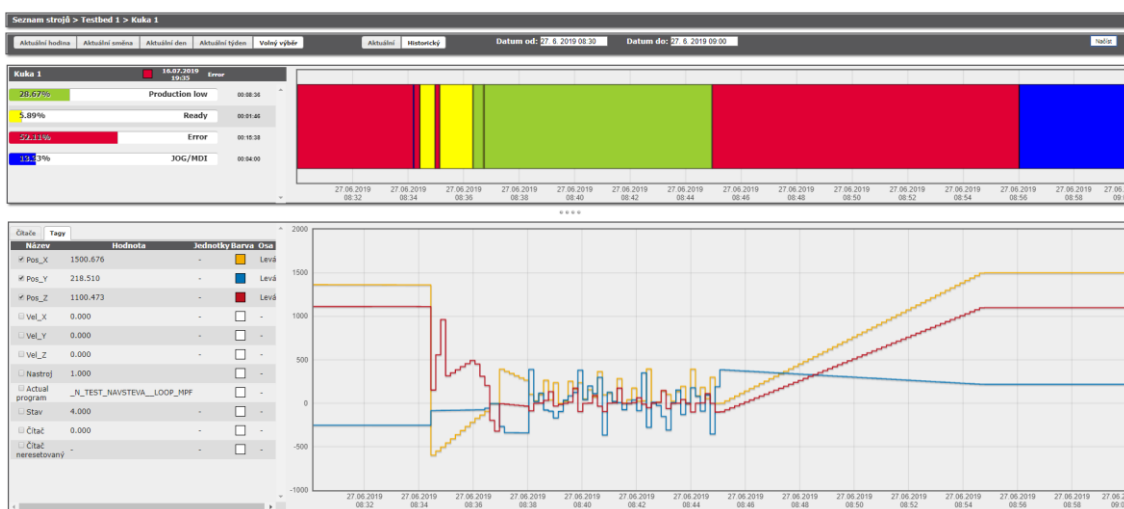 Seznam strojů > Testbed 1 > Kuka 1
Aktuální hodina Aktuální směna Aktuální den Aktuální týden Volný výběr Aktuální Historický Datum od: 27. 6. 2019 08:30 Datum do: 27. 6. 2019 09:00 Načíst
Kuka 1 16.07.2019 19:35 Error
28.67% Production low 00:08:36
5.89% Ready 00:01:46
52.11% Error 00:15:38
13.33% JOG/MDI 00:04:00
27.06.2019 27.06.2019 27.06.2019 27.06.2019 27.06.2019 27.06.2019 27.06.2019 27.06.2019 27.06.2019 27.06.2019 27.06.2019 27.06.2019 27.06.2019 27.06.
08:32 08:34 08:36 08:38 08:40 08:42 08:44 08:46 08:48 08:50 08:52 08:54 08:56 08:58 09:0
Čítače Tagy
Název Hodnota Jednotky Barva Osa
Pos_X 1500.676 - Levá
Pos_Y 218.510 - Levá
Pos_Z 1100.473 - Levá
Vel_X 0.000 - -
Vel_Y 0.000 - -
Vel_Z 0.000 - -
Nastroj 1.000 - -
Actual program _N_TEST_NAVSTEVA__LOOP_MPF - -
Stav 4.000 - -
Čítač 0.000 - -
Čítač neresetovaný - - -
2000
1500
1000
500
0
-500
-1000
27.06.2019 27.06.2019 27.06.2019 27.06.2019 27.06.2019 27.06.2019 27.06.2019 27.06.2019 27.06.2019 27.06.2019 27.06.2019 27.06.2019 27.06.2019 27.06.2019 27.06.2
08:32 08:34 08:36 08:38 08:40 08:42 08:44 08:46 08:48 08:50 08:52 08:54 08:56 08:58 09:0